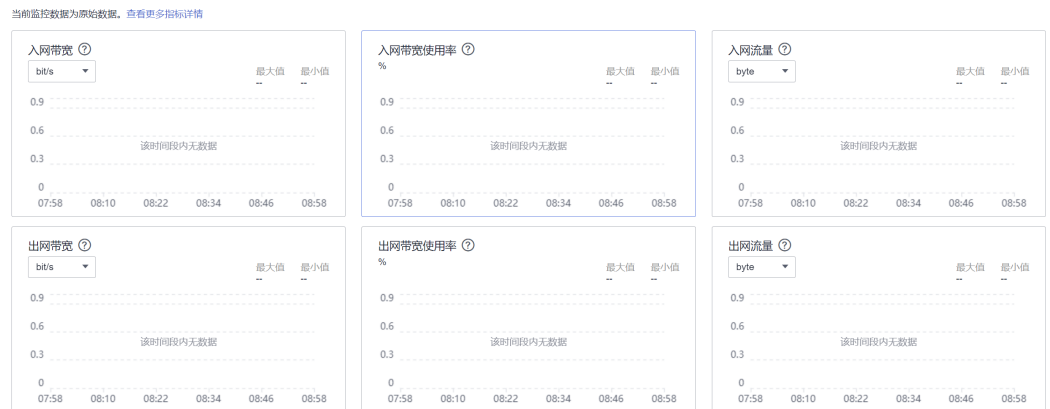 当前监控数据为原始数据。查看更多指标详情
入网带宽 ?
bit/s
最大值 最小值
-- --
0.9
0.6
该时间段内无数据
0.3
0
07:58 08:10 08:22 08:34 08:46 08:58
入网带宽使用率 ?
%
最大值 最小值
-- --
0.9
0.6
该时间段内无数据
0.3
0
07:58 08:10 08:22 08:34 08:46 08:58
入网流量 ?
byte
最大值 最小值
-- --
0.9
0.6
该时间段内无数据
0.3
0
07:58 08:10 08:22 08:34 08:46 08:58
出网带宽 ?
bit/s
最大值 最小值
-- --
0.9
0.6
该时间段内无数据
0.3
0
07:58 08:10 08:22 08:34 08:46 08:58
出网带宽使用率 ?
%
最大值 最小值
-- --
0.9
0.6
该时间段内无数据
0.3
0
07:58 08:10 08:22 08:34 08:46 08:58
出网流量 ?
byte
最大值 最小值
-- --
0.9
0.6
该时间段内无数据
0.3
0
07:58 08:10 08:22 08:34 08:46 08:58